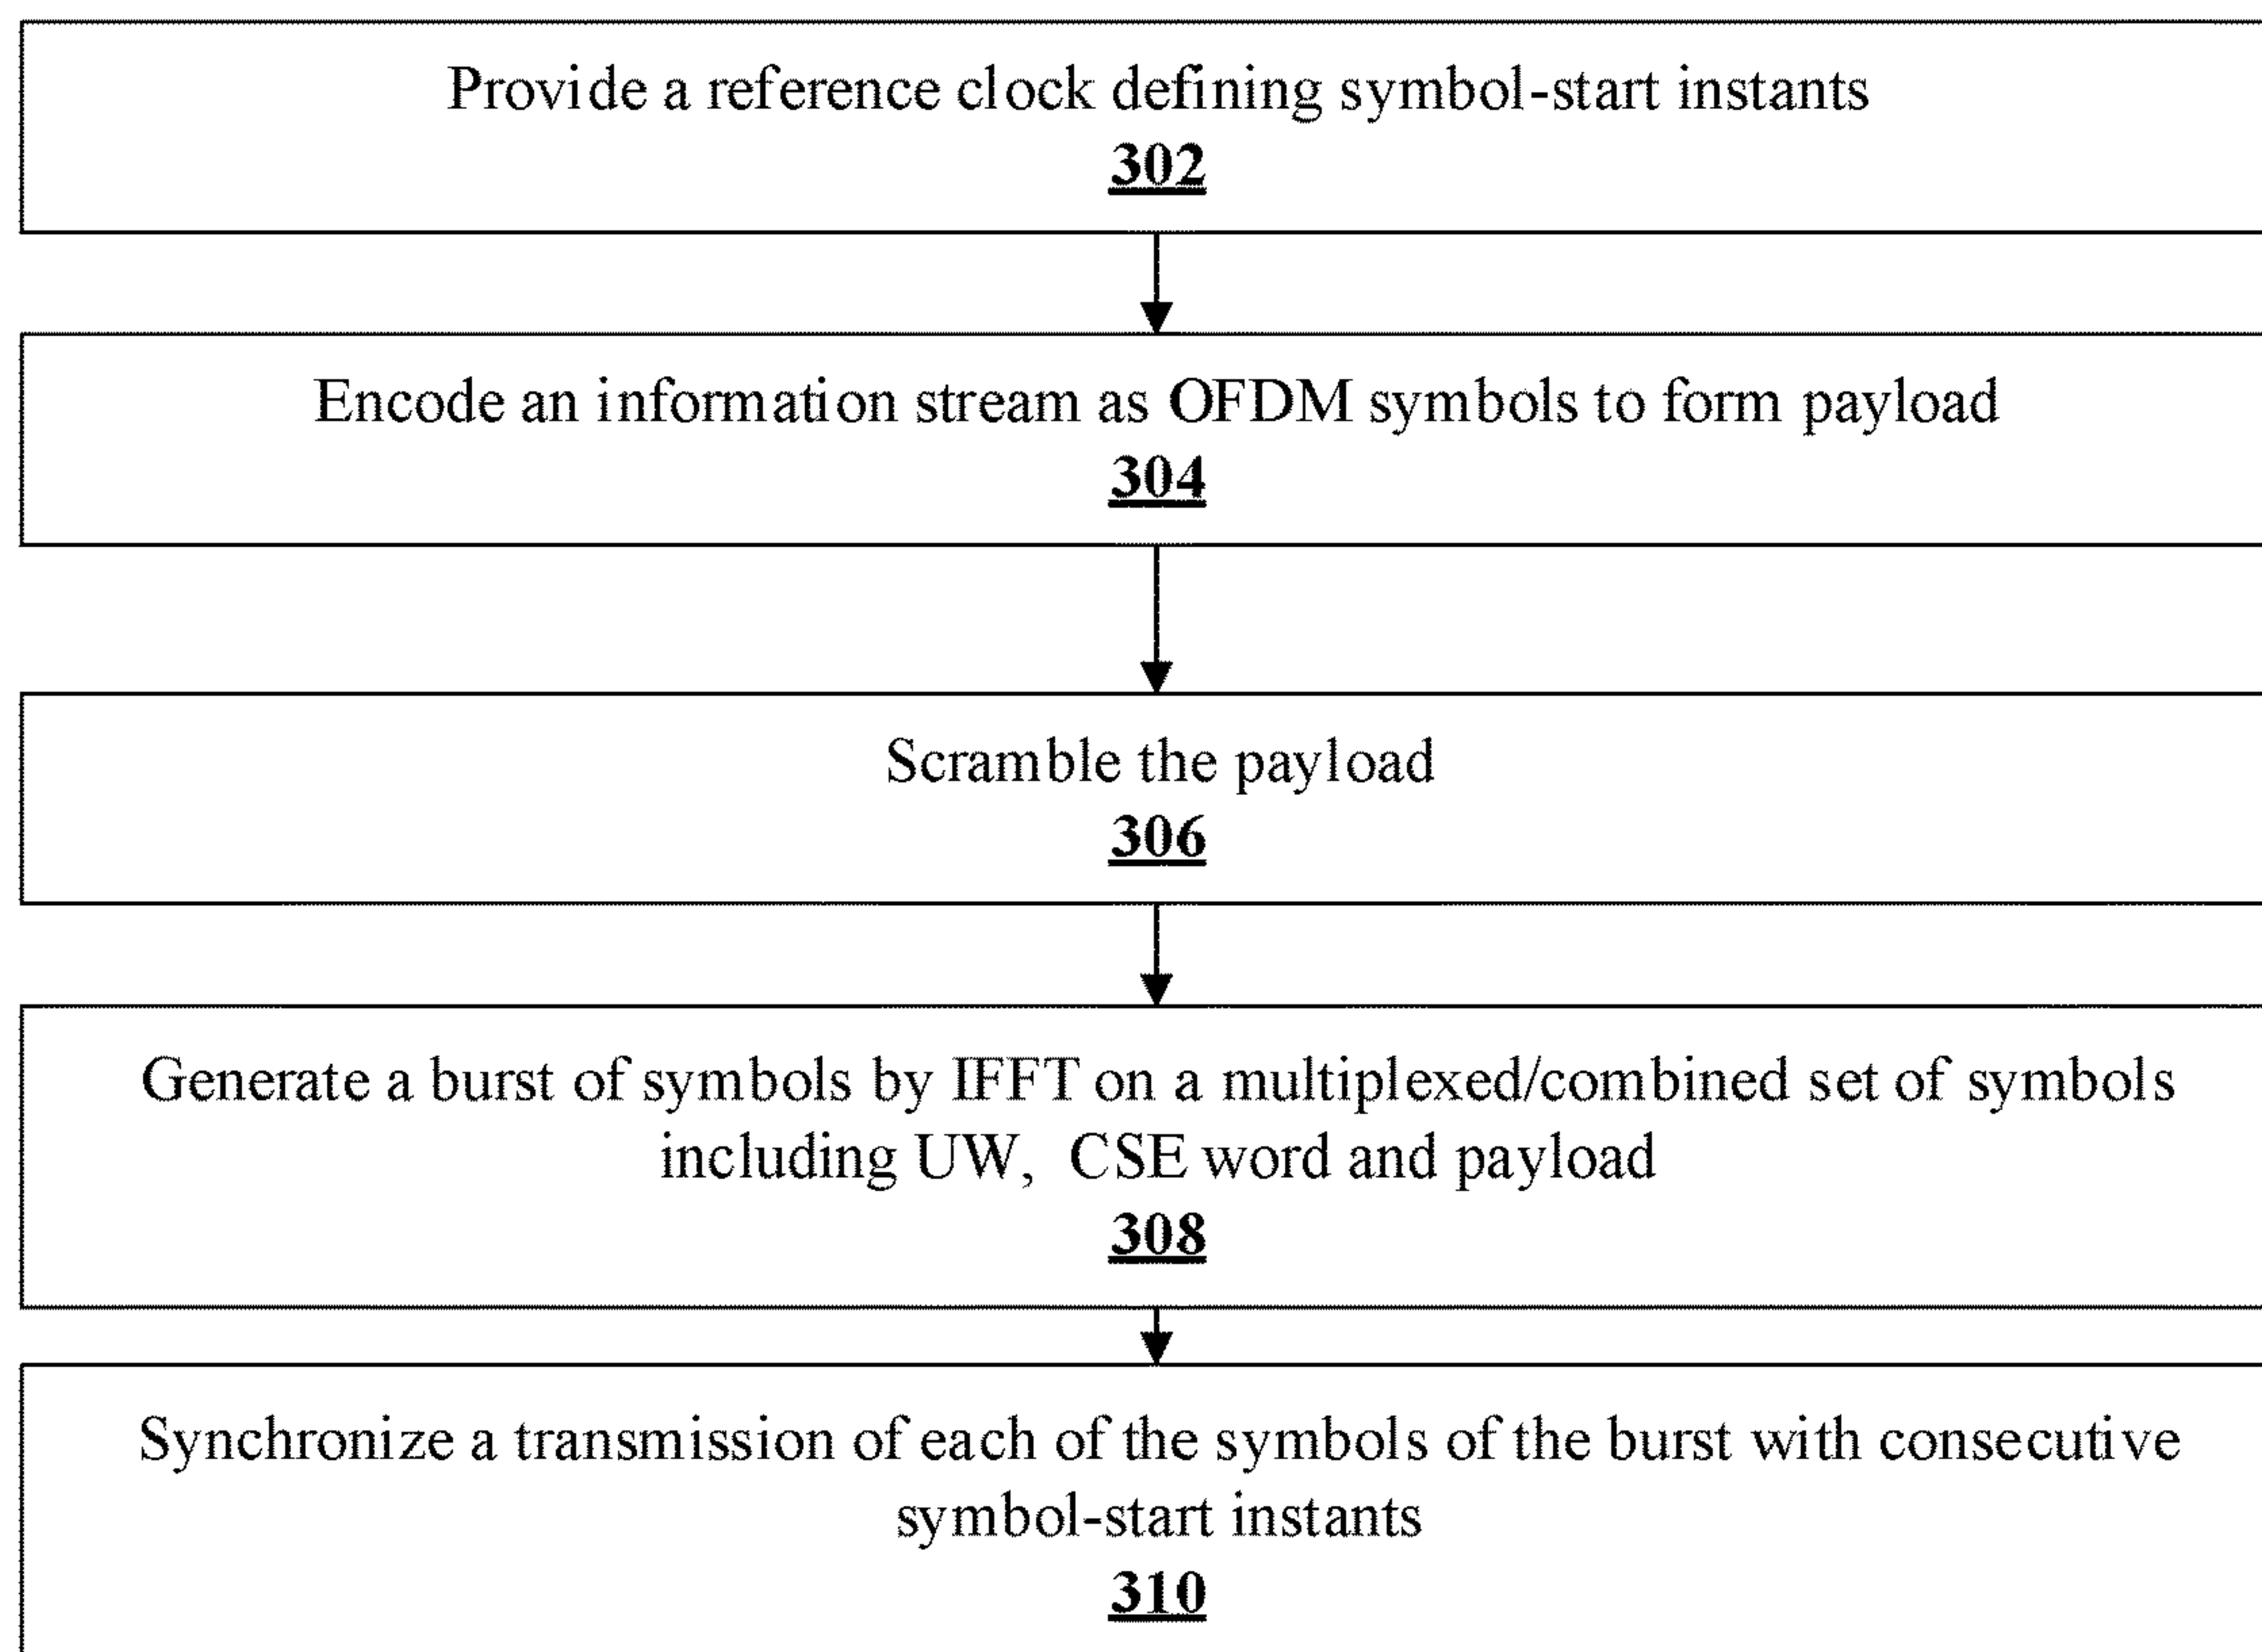 Provide a reference clock defining symbol-start instants
302
Encode an information stream as OFDM symbols to form payload
304
Scramble the payload
306
Generate a burst of symbols by IFFT on a multiplexed/combined set of symbols
including UW, CSE word and payload
308
Synchronize a transmission of each of the symbols of the burst with consecutive
symbol-start instants
310